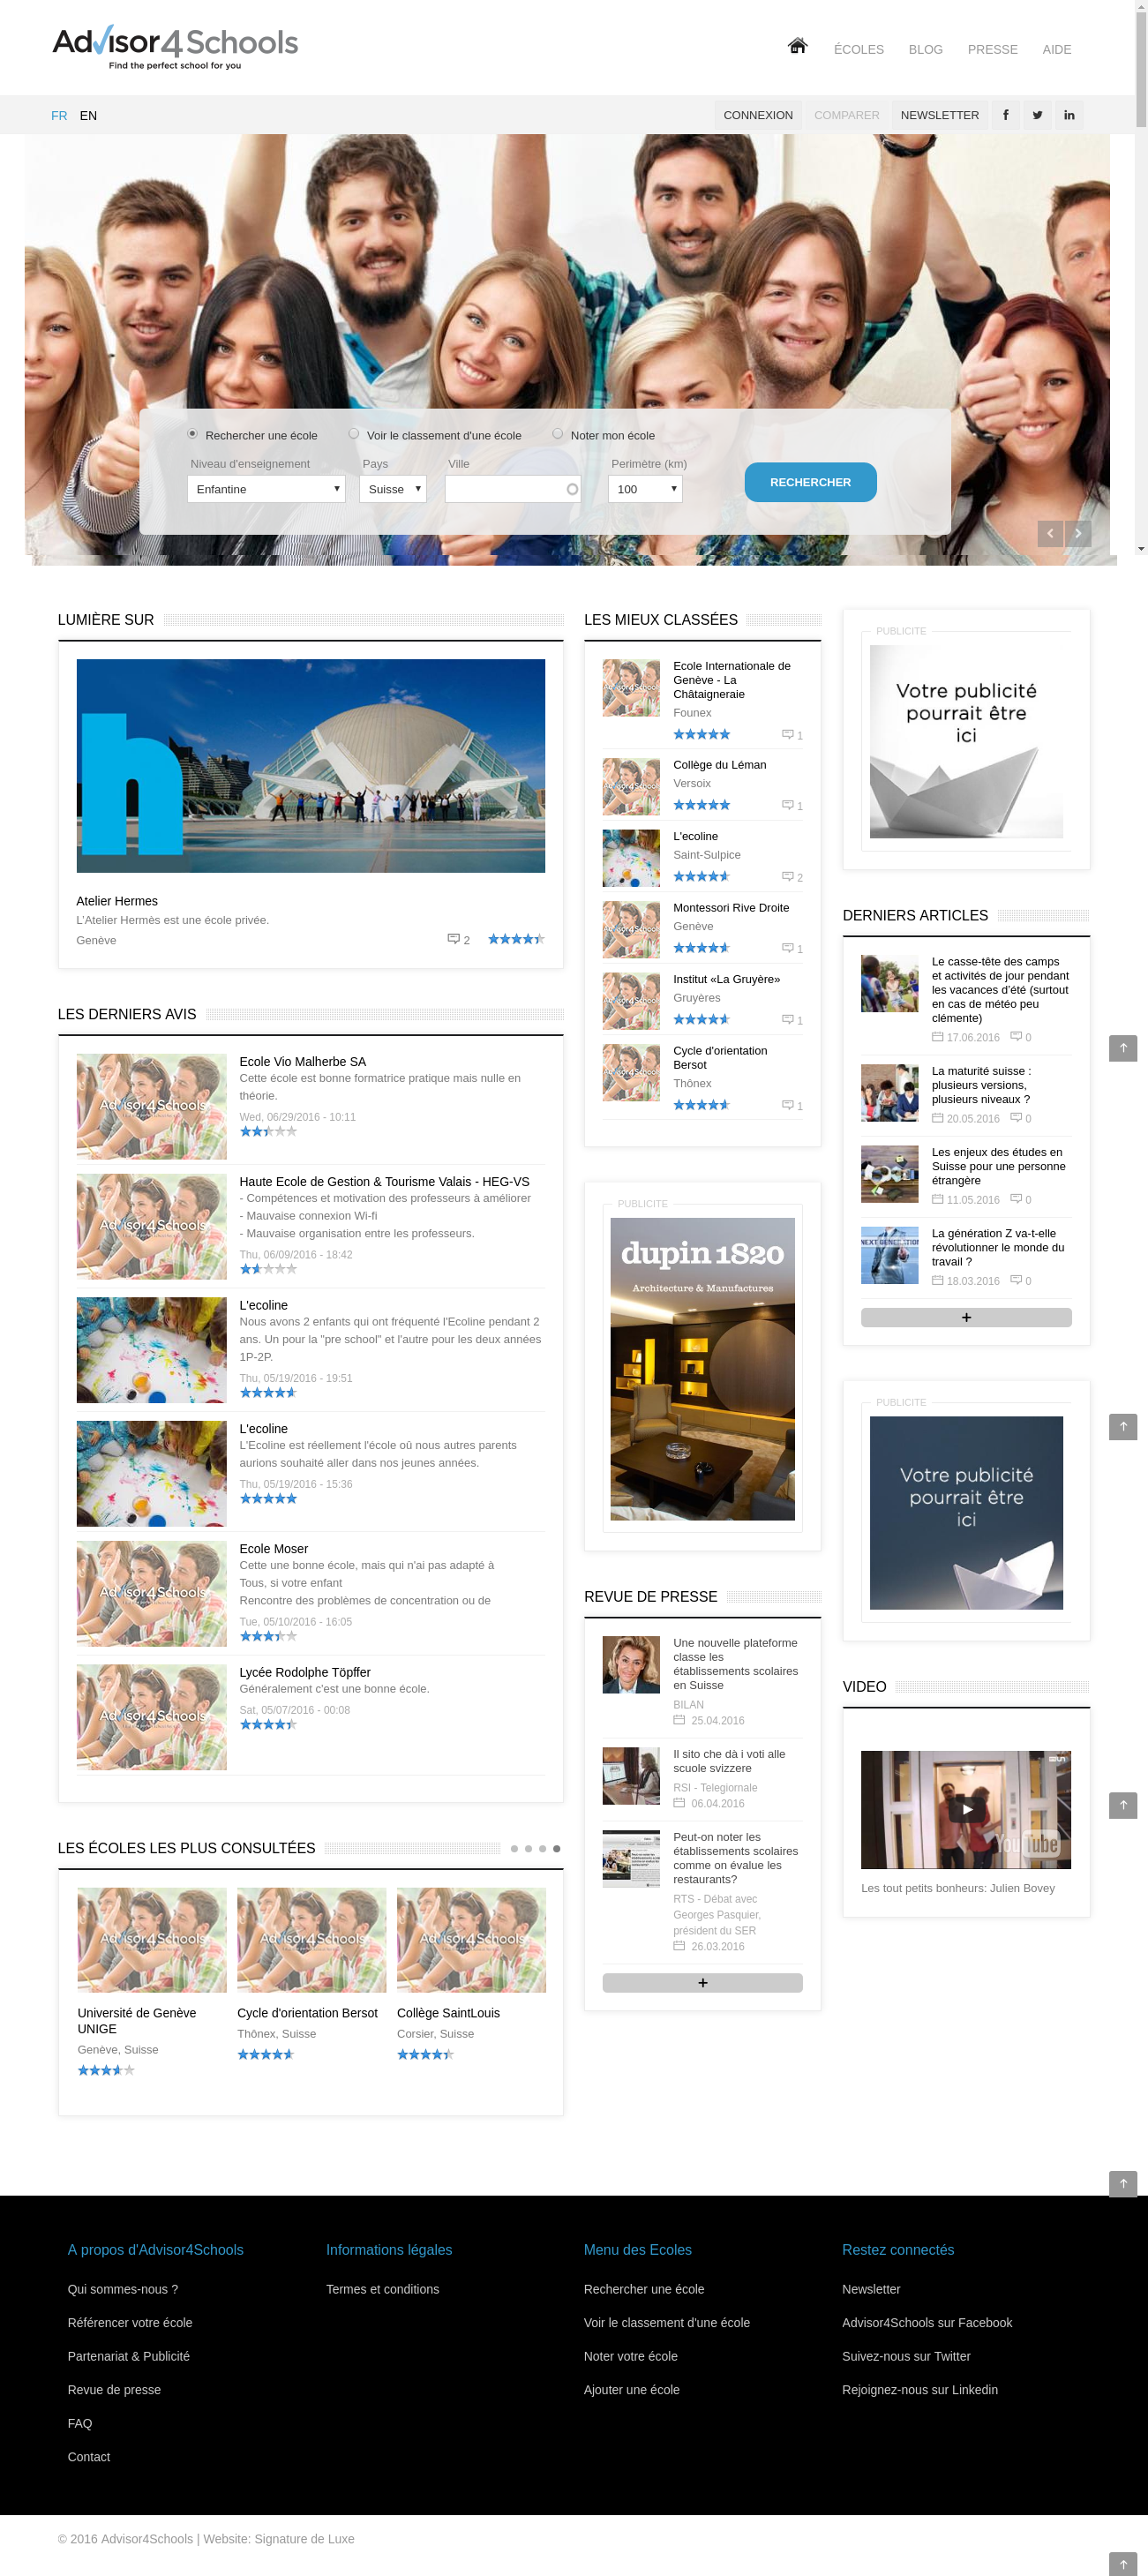 Advisor4Schools
Find the perfect school for you
ÉCOLES BLOG PRESSE AIDE
FR EN
CONNEXION COMPARER NEWSLETTER
Rechercher une école Voir le classement d'une école Noter mon école
Niveau d'enseignement Pays Ville Perimètre (km)
Enfantine Suisse 100 RECHERCHER
LUMIÈRE SUR
h
Atelier Hermes
L'Atelier Hermès est une école privée.
Genève 2
LES DERNIERS AVIS
Advisor4Schools
Ecole Vio Malherbe SA
Cette école est bonne formatrice pratique mais nulle en
théorie.
Wed, 06/29/2016 - 10:11
Advisor4Schools
Haute Ecole de Gestion & Tourisme Valais - HEG-VS
- Compétences et motivation des professeurs à améliorer
- Mauvaise connexion Wi-fi
- Mauvaise organisation entre les professeurs.
Thu, 06/09/2016 - 18:42
L'ecoline
Nous avons 2 enfants qui ont fréquenté l'Ecoline pendant 2
ans. Un pour la "pre school" et l'autre pour les deux années
1P-2P.
Thu, 05/19/2016 - 19:51
L'ecoline
L'Ecoline est réellement l'école où nous autres parents
aurions souhaité aller dans nos jeunes années.
Thu, 05/19/2016 - 15:36
Advisor4Schools
Ecole Moser
Cette une bonne école, mais qui n'ai pas adapté à
Tous, si votre enfant
Rencontre des problèmes de concentration ou de
Tue, 05/10/2016 - 16:05
Advisor4Schools
Lycée Rodolphe Töpffer
Généralement c'est une bonne école.
Sat, 05/07/2016 - 00:08
LES ÉCOLES LES PLUS CONSULTÉES
Advisor4Schools
Université de Genève
UNIGE
Genève, Suisse
Advisor4Schools
Cycle d'orientation Bersot
Thônex, Suisse
Advisor4Schools
Collège SaintLouis
Corsier, Suisse
LES MIEUX CLASSÉES
Advisor4School
Ecole Internationale de
Genève - La
Châtaigneraie
Founex
1
Advisor4School
Collège du Léman
Versoix
1
L'ecoline
Saint-Sulpice
2
Advisor4School
Montessori Rive Droite
Genève
1
Advisor4School
Institut «La Gruyère»
Gruyères
1
Advisor4School
Cycle d'orientation
Bersot
Thônex
1
PUBLICITE
dupin 1820
Architecture & Manufactures
REVUE DE PRESSE
Une nouvelle plateforme
classe les
établissements scolaires
en Suisse
BILAN
25.04.2016
Il sito che dà i voti alle
scuole svizzere
RSI - Telegiornale
06.04.2016
Peut-on noter les
établissements scolaires
comme on évalue les
restaurants?
RTS - Débat avec
Georges Pasquier,
président du SER
26.03.2016
+
PUBLICITE
Votre publicité
pourrait être
ici
DERNIERS ARTICLES
Le casse-tête des camps
et activités de jour pendant
les vacances d'été (surtout
en cas de météo peu
clémente)
17.06.2016 0
La maturité suisse :
plusieurs versions,
plusieurs niveaux ?
20.05.2016 0
Les enjeux des études en
Suisse pour une personne
étrangère
11.05.2016 0
NEXT GENERATION
La génération Z va-t-elle
révolutionner le monde du
travail ?
18.03.2016 0
+
PUBLICITE
Votre publicité
pourrait être
ici
VIDEO
YouTube
Les tout petits bonheurs: Julien Bovey
A propos d'Advisor4Schools
Qui sommes-nous ?
Référencer votre école
Partenariat & Publicité
Revue de presse
FAQ
Contact
Informations légales
Termes et conditions
Menu des Ecoles
Rechercher une école
Voir le classement d'une école
Noter votre école
Ajouter une école
Restez connectés
Newsletter
Advisor4Schools sur Facebook
Suivez-nous sur Twitter
Rejoignez-nous sur Linkedin
© 2016 Advisor4Schools | Website: Signature de Luxe